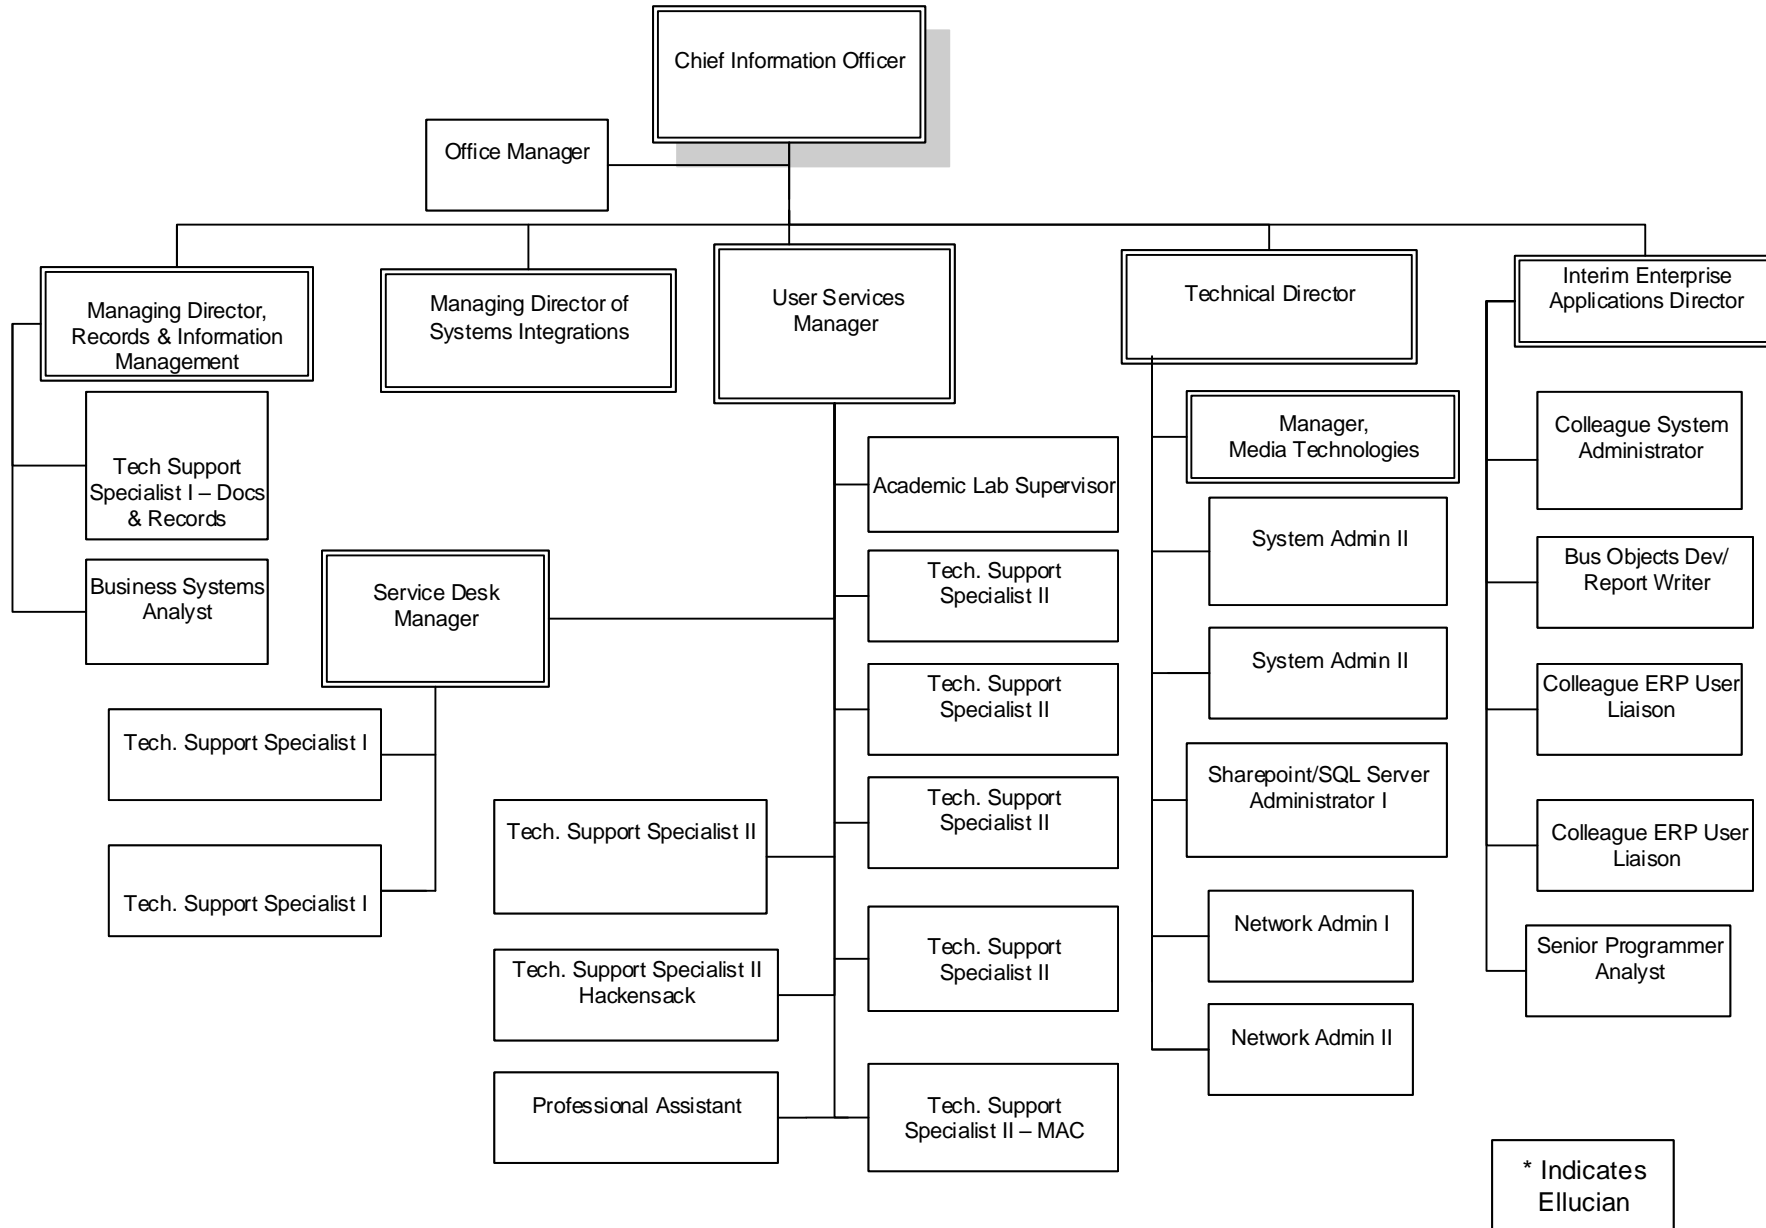 Chief Information Officer
Office Manager
Managing Director,
Records & Information
Management
Managing Director of
Systems Integrations
User Services
Manager
Technical Director
Interim Enterprise
Applications Director
Tech Support
Specialist I – Docs
& Records
Business Systems
Analyst
Service Desk
Manager
Tech. Support Specialist I
Tech. Support Specialist I
Academic Lab Supervisor
Tech. Support
Specialist II
Tech. Support
Specialist II
Tech. Support
Specialist II
Tech. Support
Specialist II
Tech. Support
Specialist II – MAC
Tech. Support Specialist II
Tech. Support Specialist II
Hackensack
Professional Assistant
Manager,
Media Technologies
System Admin II
System Admin II
Sharepoint/SQL Server
Administrator I
Network Admin I
Network Admin II
Colleague System
Administrator
Bus Objects Dev/
Report Writer
Colleague ERP User
Liaison
Colleague ERP User
Liaison
Senior Programmer
Analyst
* Indicates
Ellucian